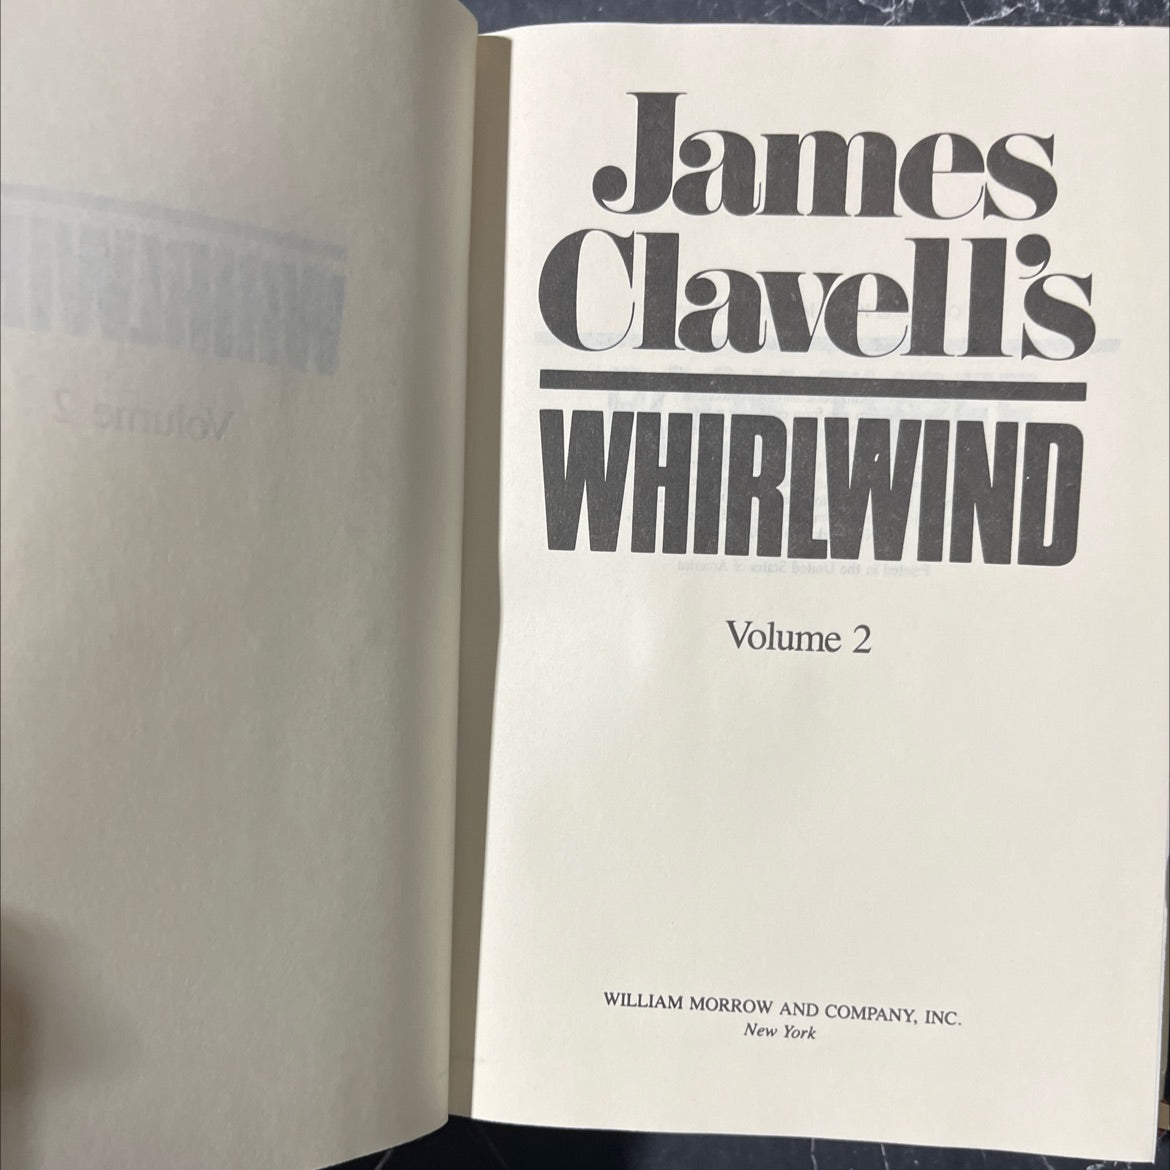 James
Clavell's
WHIRLWIND
Volume 2
WILLIAM MORROW AND COMPANY, INC.
New York